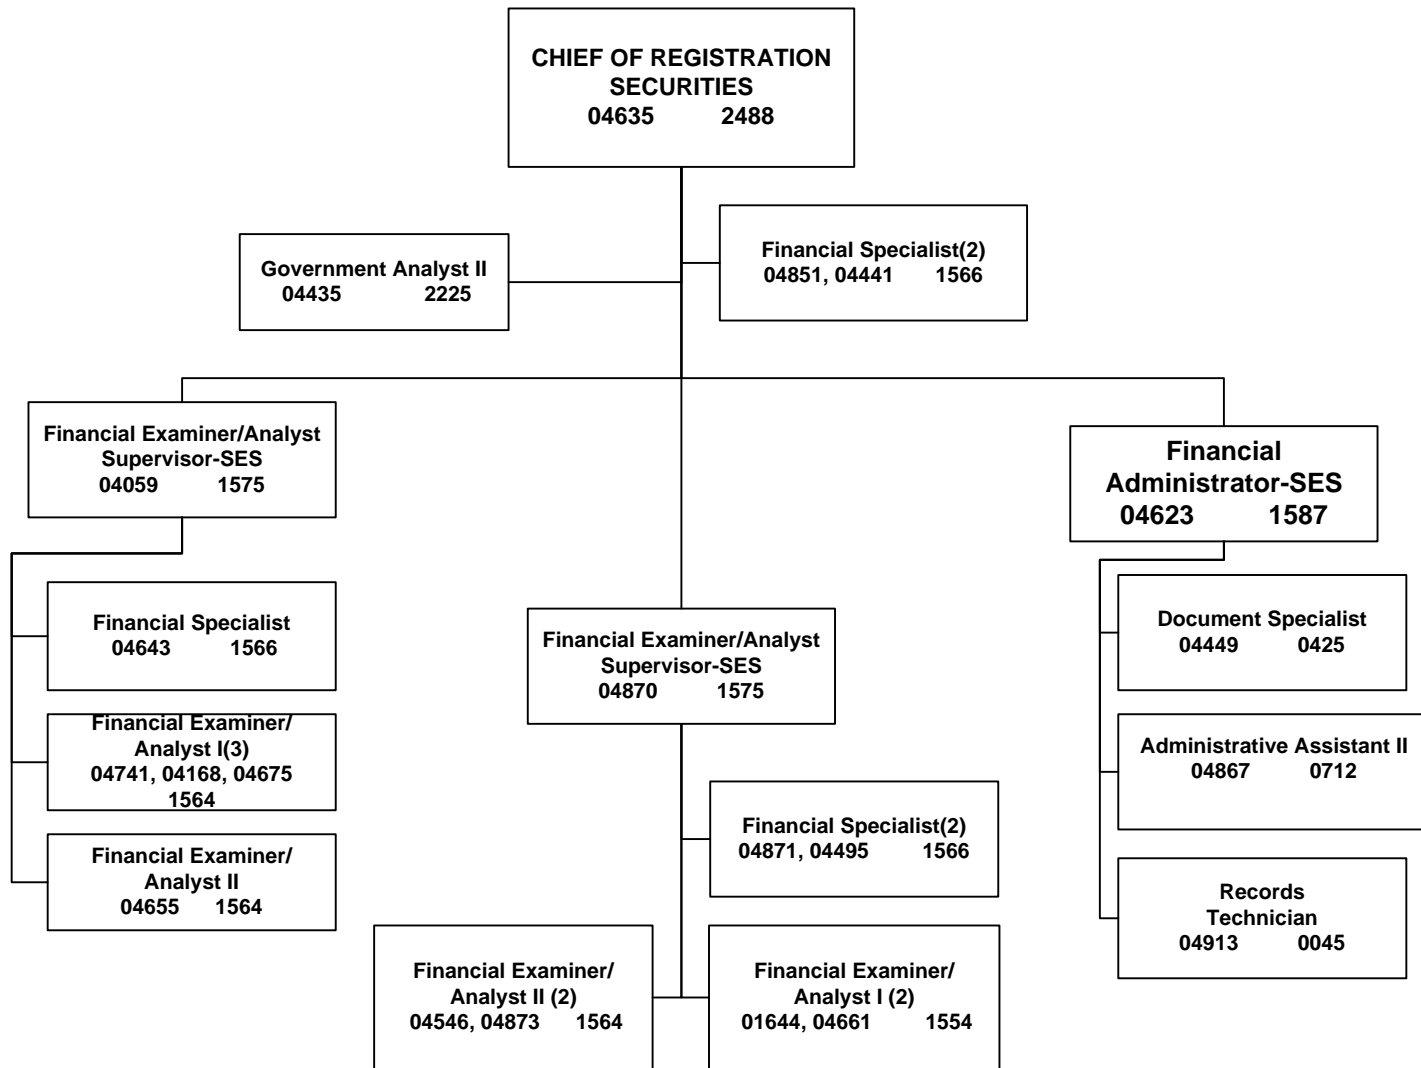 CHIEF OF REGISTRATION
SECURITIES
04635 2488
Financial Specialist(2)
04851, 04441 1566
Government Analyst II
04435 2225
Financial Examiner/Analyst
Supervisor-SES
04059 1575
Financial
Administrator-SES
04623 1587
Financial Specialist
04643 1566
Financial Examiner/
Analyst I(3)
04741, 04168, 04675
1564
Financial Examiner/
Analyst II
04655 1564
Financial Examiner/Analyst
Supervisor-SES
04870 1575
Financial Specialist(2)
04871, 04495 1566
Financial Examiner/
Analyst II (2)
04546, 04873 1564
Financial Examiner/
Analyst I (2)
01644, 04661 1554
Document Specialist
04449 0425
Administrative Assistant II
04867 0712
Records
Technician
04913 0045